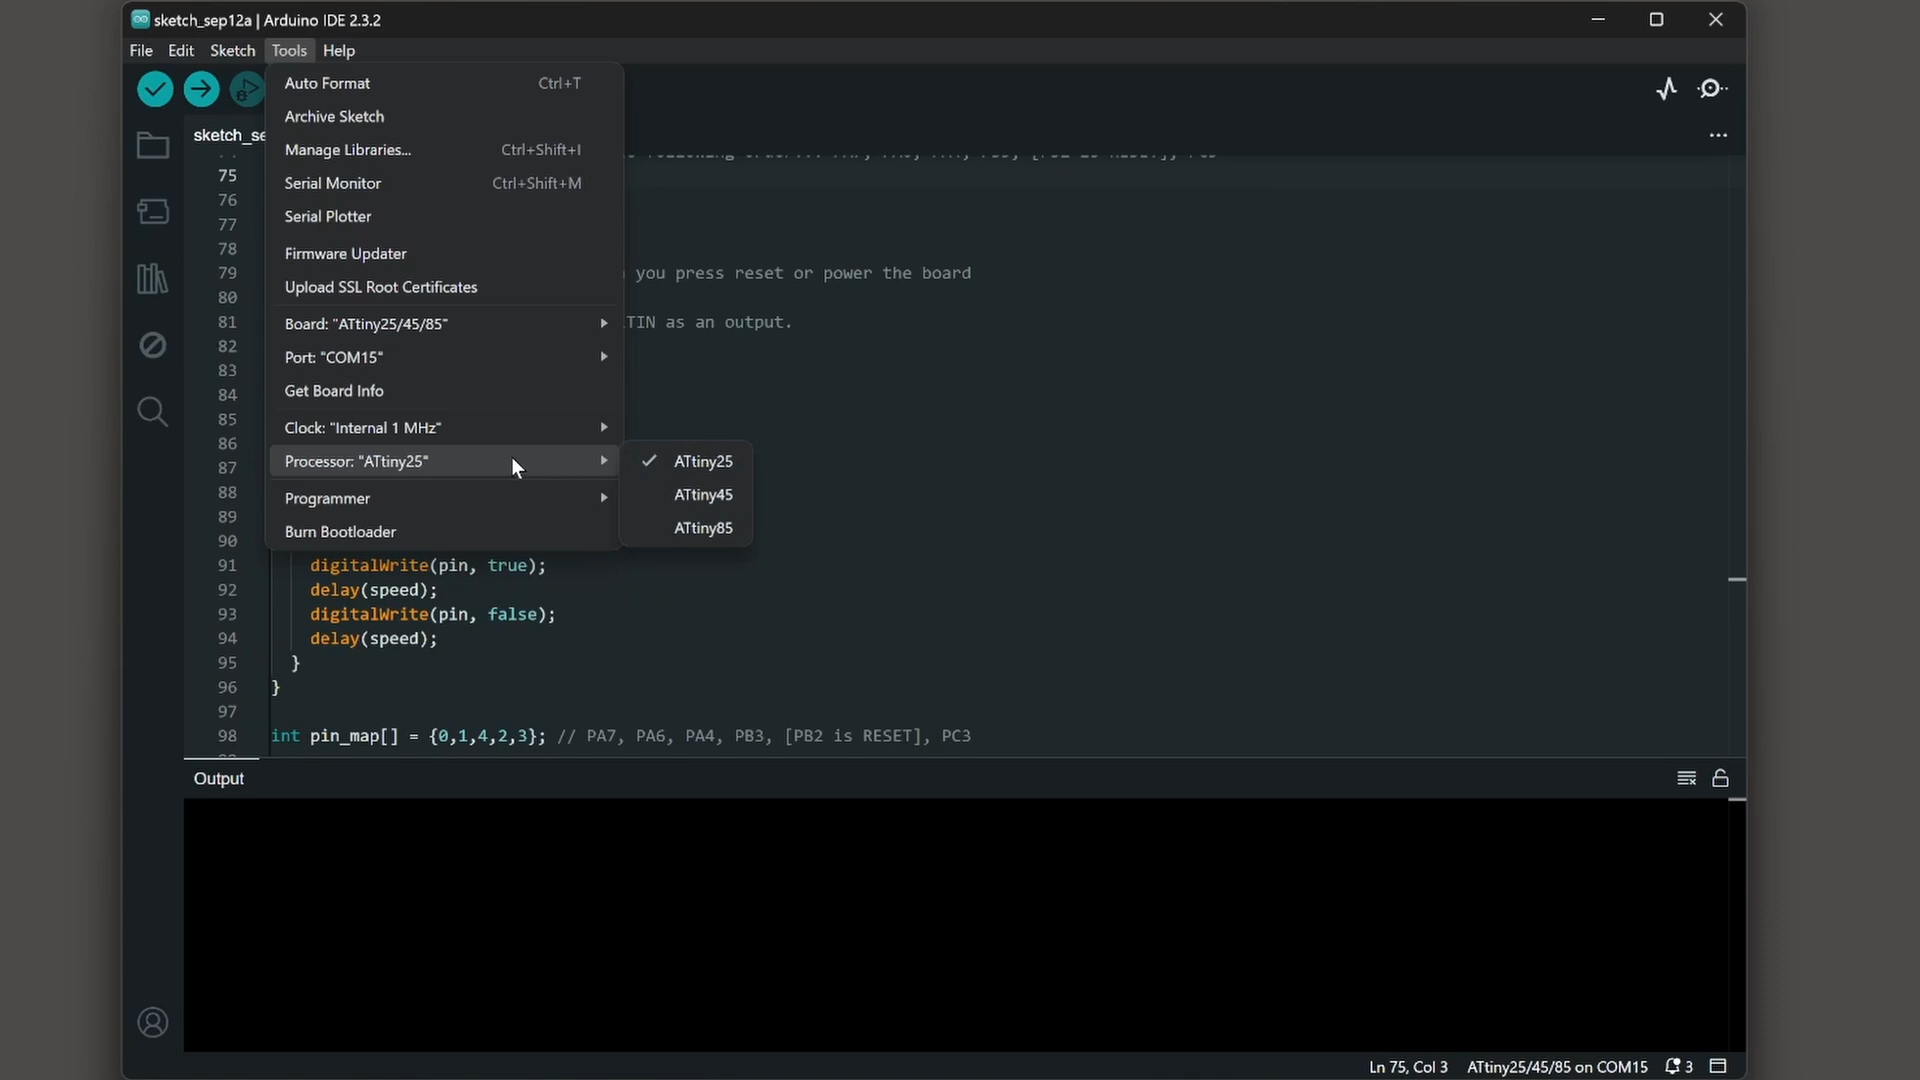 sketch_sep12a | Arduino IDE 2.3.2
File Edit Sketch Tools Help
Auto Format Ctrl+T
Archive Sketch
Manage Libraries... Ctrl+Shift+I
Serial Monitor Ctrl+Shift+M
Serial Plotter
Firmware Updater
Upload SSL Root Certificates
Board: "ATtiny25/45/85"
Port: "COM15"
Get Board Info
Clock: "Internal 1 MHz"
Processor: "ATtiny25"
Programmer
Burn Bootloader
ATtiny25
ATtiny45
ATtiny85
sketch_se
75
76
77
78
79 you press reset or power the board
80
81 TIN as an output.
82
83
84
85
86
87
88
89
90
91 digitalWrite(pin, true);
92 delay(speed);
93 digitalWrite(pin, false);
94 delay(speed);
95 }
96 }
97
98 int pin_map[] = {0,1,4,2,3}; // PA7, PA6, PA4, PB3, [PB2 is RESET], PC3
Output
Ln 75, Col 3 ATtiny25/45/85 on COM15 3